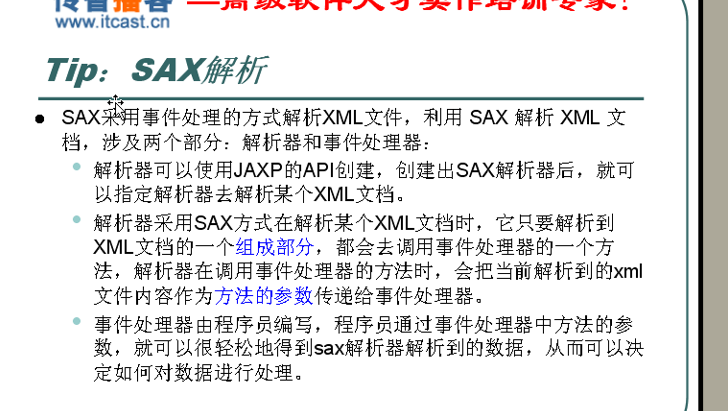 传智播客 —高级软件人才实作培训专家!
www.itcast.cn
Tip：SAX解析
SAX采用事件处理的方式解析XML文件，利用 SAX 解析 XML 文
档，涉及两个部分：解析器和事件处理器：
解析器可以使用JAXP的API创建，创建出SAX解析器后，就可
以指定解析器去解析某个XML文档。
解析器采用SAX方式在解析某个XML文档时，它只要解析到
XML文档的一个组成部分，都会去调用事件处理器的一个方
法，解析器在调用事件处理器的方法时，会把当前解析到的xml
文件内容作为方法的参数传递给事件处理器。
事件处理器由程序员编写，程序员通过事件处理器中方法的参
数，就可以很轻松地得到sax解析器解析到的数据，从而可以决
定如何对数据进行处理。